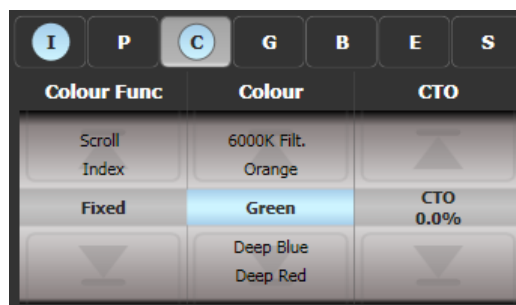 I P C G B E S
Colour Func Colour CTO
Scroll 6000K Filt.
Index Orange
Fixed Green CTO
0.0%
Deep Blue
Deep Red